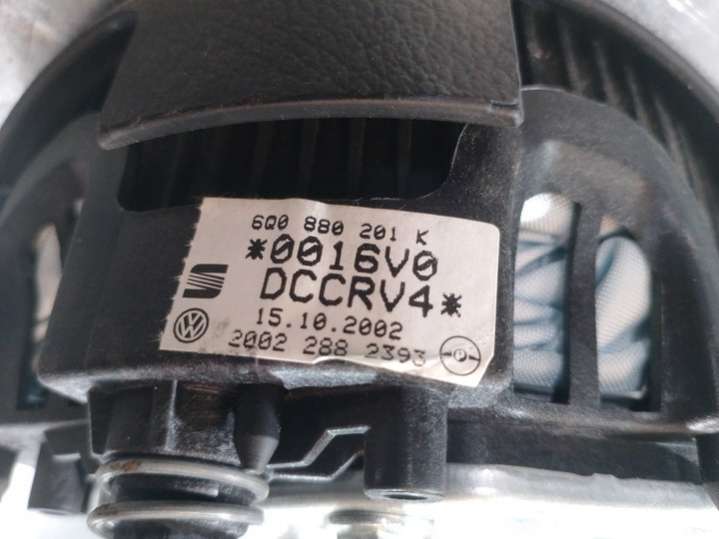 6Q0 880 201 K
*0016V0
DCCRV4*
15.10.2002
2002 288 2393